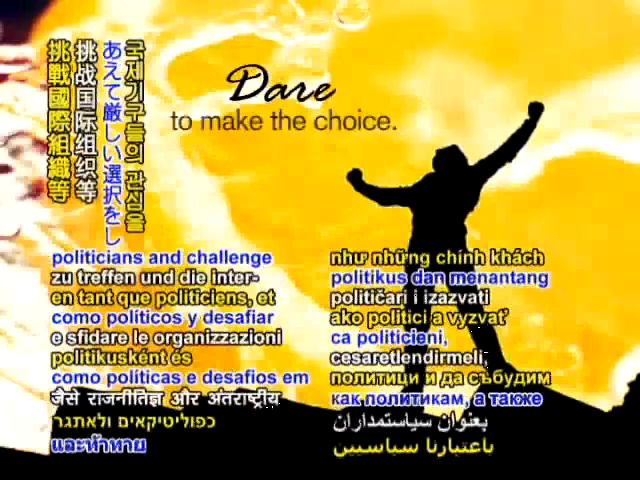 挑戰國際組織等
挑战国际组织等
あえて厳しい選択をし
국제기구들의 관심을
Dare
to make the choice.
politicians and challenge
zu treffen und die inter-
en tant que politiciens, et
como políticos y desafiar
e sfidare le organizzazioni
politikusként és
como políticas e desafios em
जैसे राजनीतिज्ञ और अंतराष्ट्रीय
כפוליטיקאים ולאתגר
และท้าทาย
như những chính khách
politikus dan menantang
političari i izazvati
ako politici a vyzvať
ca politicieni,
cesaretlendirmeli,
политици и да събудим
как политикам, а также
بعنوان سیاستمداران
باعتبارنا سياسيين